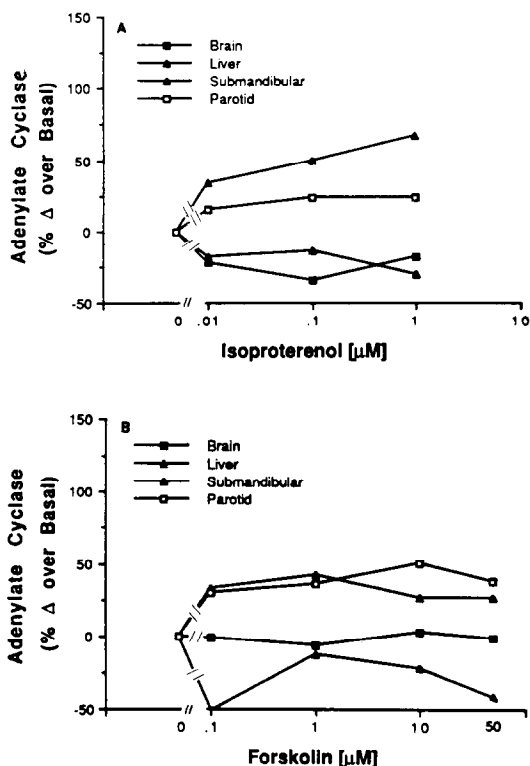 A
Brain
Liver
Submandibular
Parotid
Adenylate Cyclase
(% Δ over Basal)
150
100
50
0
-50
0 // .01 .1 1 10
Isoproterenol [μM]
B
Brain
Liver
Submandibular
Parotid
Adenylate Cyclase
(% Δ over Basal)
150
100
50
0
-50
0 // .1 1 10 50
Forskolin [μM]